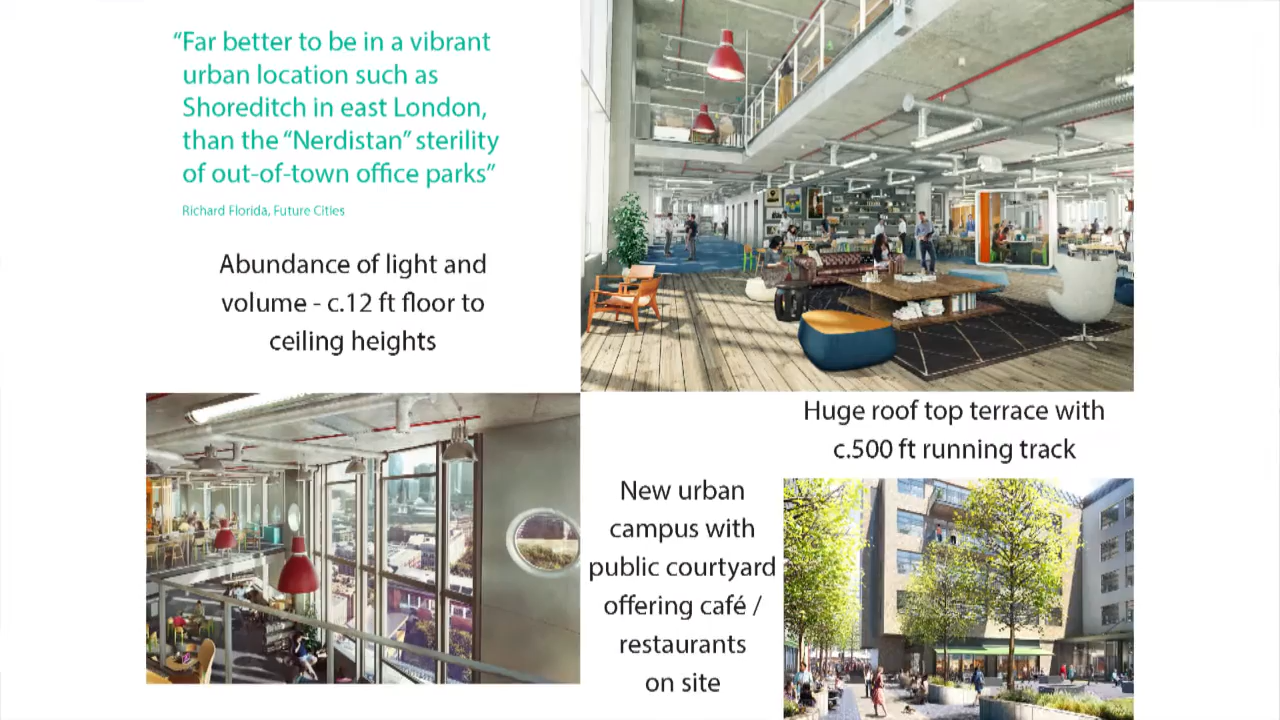 “Far better to be in a vibrant
urban location such as
Shoreditch in east London,
than the “Nerdistan” sterility
of out-of-town office parks”
Richard Florida, Future Cities
Abundance of light and
volume - c.12 ft floor to
ceiling heights
Huge roof top terrace with
c.500 ft running track
New urban
campus with
public courtyard
offering café /
restaurants
on site